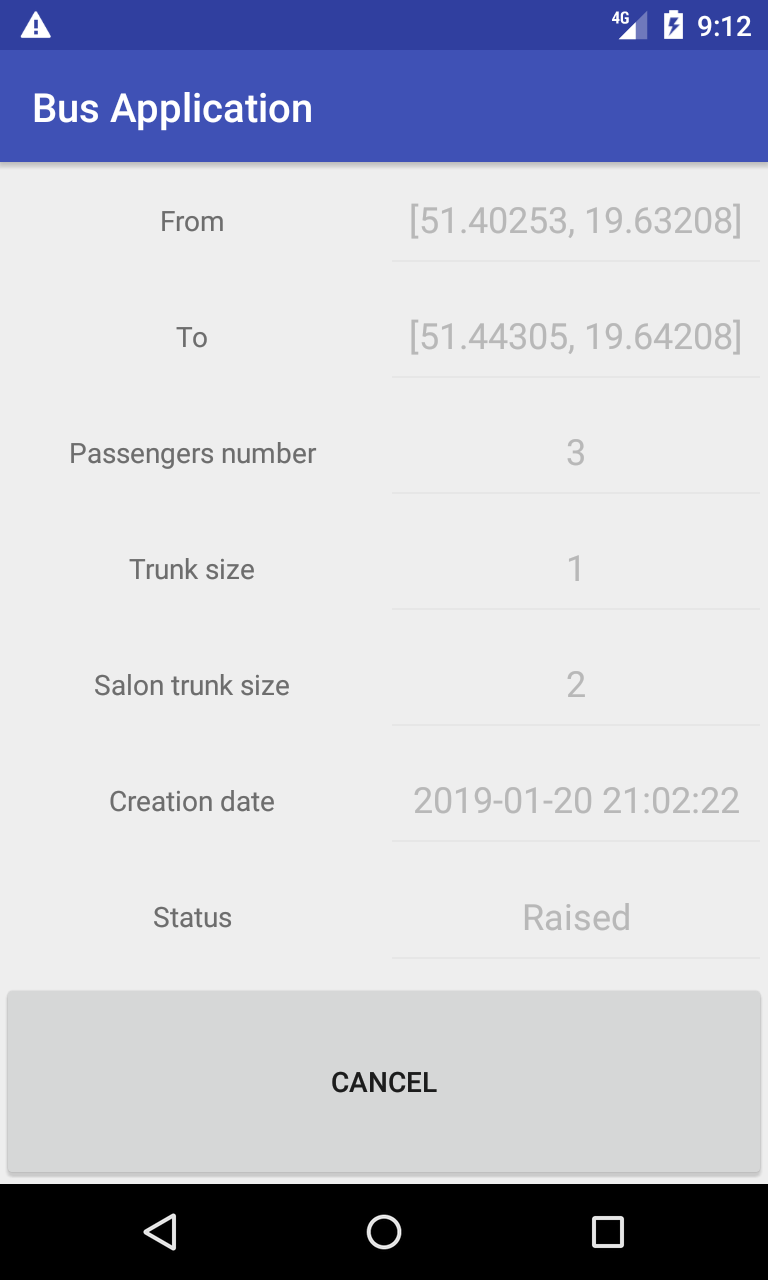 4G 9:12
Bus Application
From [51.40253, 19.63208]
To [51.44305, 19.64208]
Passengers number 3
Trunk size 1
Salon trunk size 2
Creation date 2019-01-20 21:02:22
Status Raised
CANCEL